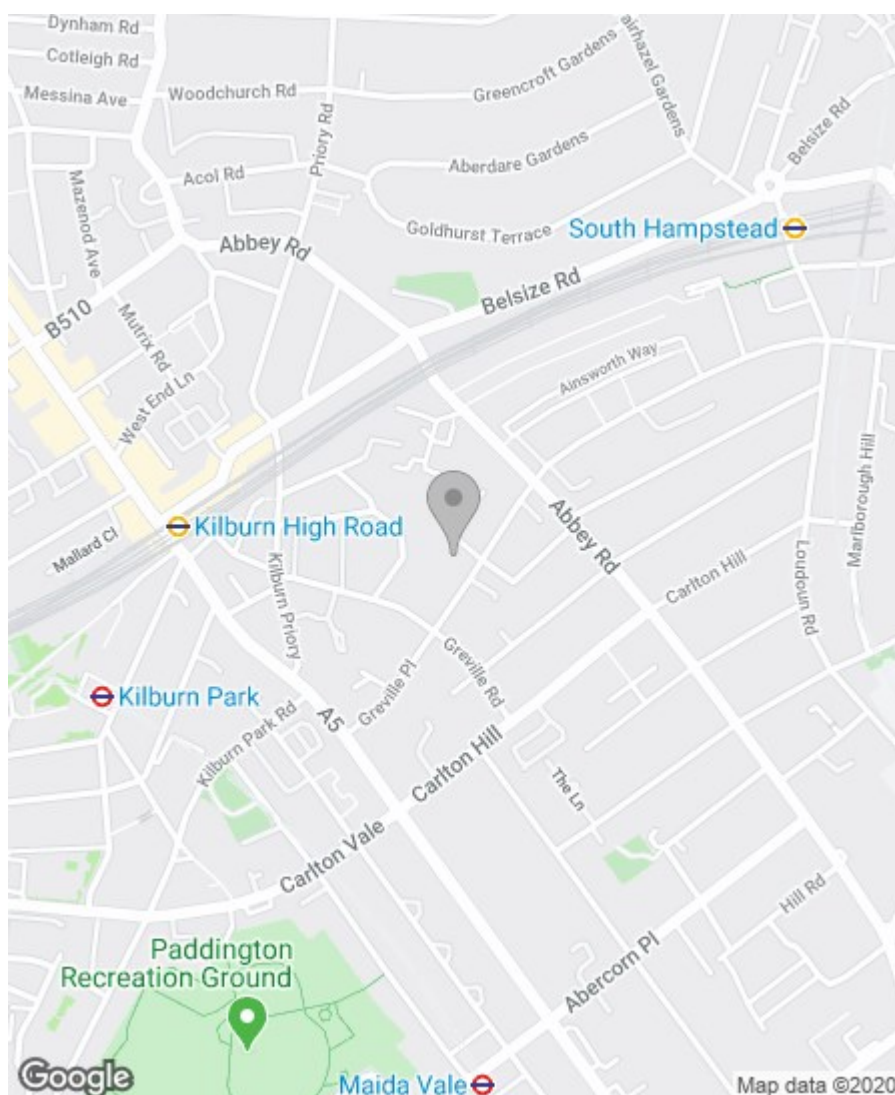 Dynham Rd
Cotleigh Rd
Messina Ave
Woodchurch Rd
Greencroft Gardens
airhazel Gardens
Priory Rd
Belsize Rd
Aberdare Gardens
Acol Rd
Mazenod Ave
Goldhurst Terrace
South Hampstead
Abbey Rd
Belsize Rd
B510
Mutrix Rd
West End Ln
Ainsworth Way
Marlborough Hill
Mallard Cl
Kilburn High Road
Abbey Rd
Kilburn Priory
Carlton Hill
Loudoun Rd
Greville Rd
Greville Pl
Kilburn Park
Kilburn Park Rd
A5
Carlton Hill
The Ln
Carlton Vale
Hill Rd
Paddington
Recreation Ground
Abercorn Pl
Google
Maida Vale
Map data ©2020